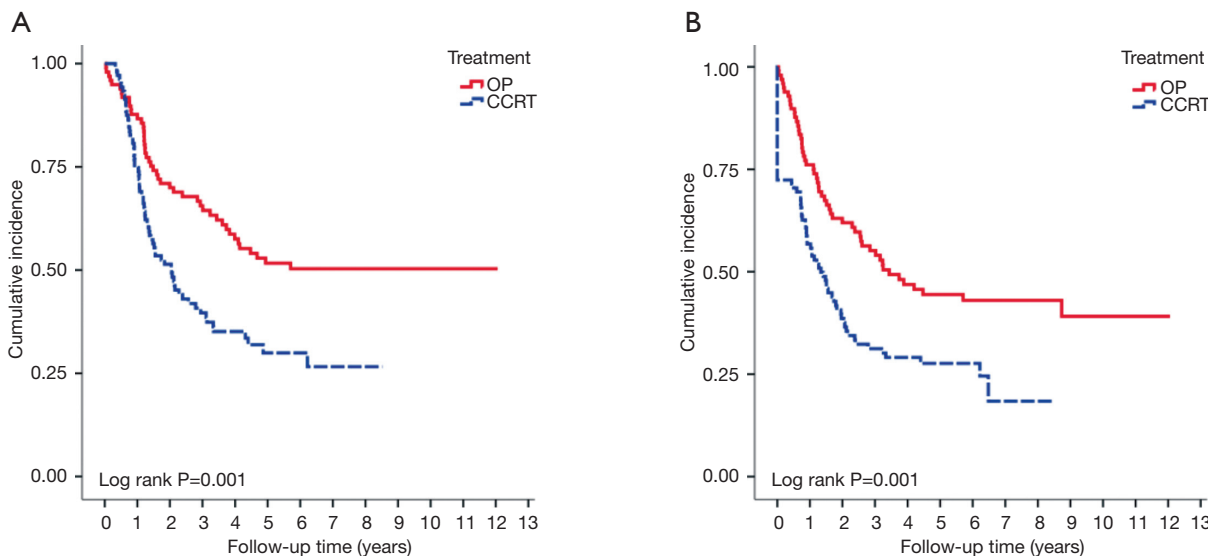 A
Treatment
OP
CCRT
Cumulative incidence
1.00
0.75
0.50
0.25
0.00
Log rank P=0.001
0 1 2 3 4 5 6 7 8 9 10 11 12 13
Follow-up time (years)
B
Treatment
OP
CCRT
Cumulative incidence
1.00
0.75
0.50
0.25
0.00
Log rank P=0.001
0 1 2 3 4 5 6 7 8 9 10 11 12 13
Follow-up time (years)